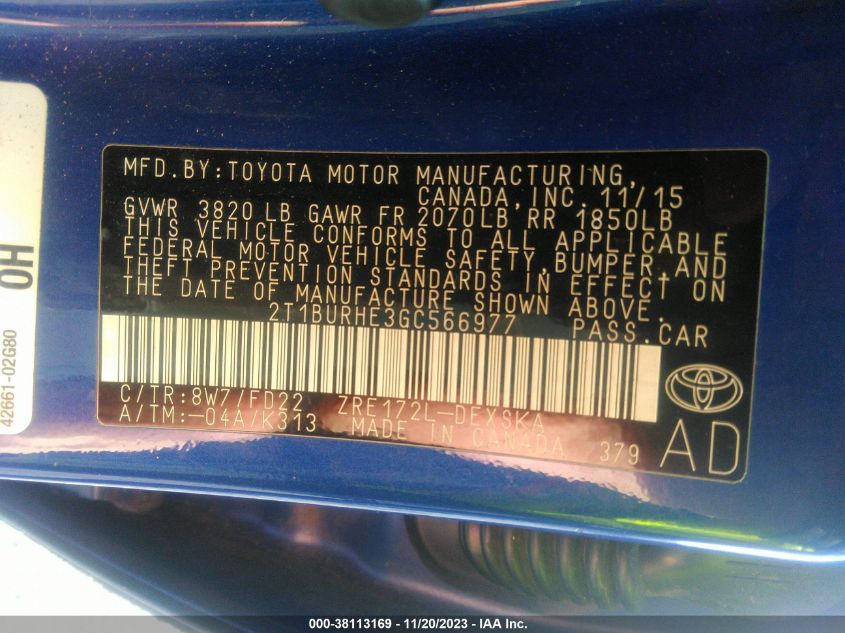 MFD.BY:TOYOTA MOTOR MANUFACTURING,
CANADA,INC. 11/15
GVWR 3820 LB GAWR FR 2070LB RR 1850LB
THIS VEHICLE CONFORMS TO ALL APPLICABLE
FEDERAL MOTOR VEHICLE SAFETY, BUMPER, AND
THEFT PREVENTION STANDARDS IN EFFECT ON
THE DATE OF MANUFACTURE SHOWN ABOVE.
2T1BURHE3GC566977 PASS.CAR
C/TR:8W7/FD22 ZRE172L-DEXSKA
A/TM:-04A/K313 MADE IN CANADA 379
AD
OH
42661-02G80
000-38113169 - 11/20/2023 - IAA Inc.